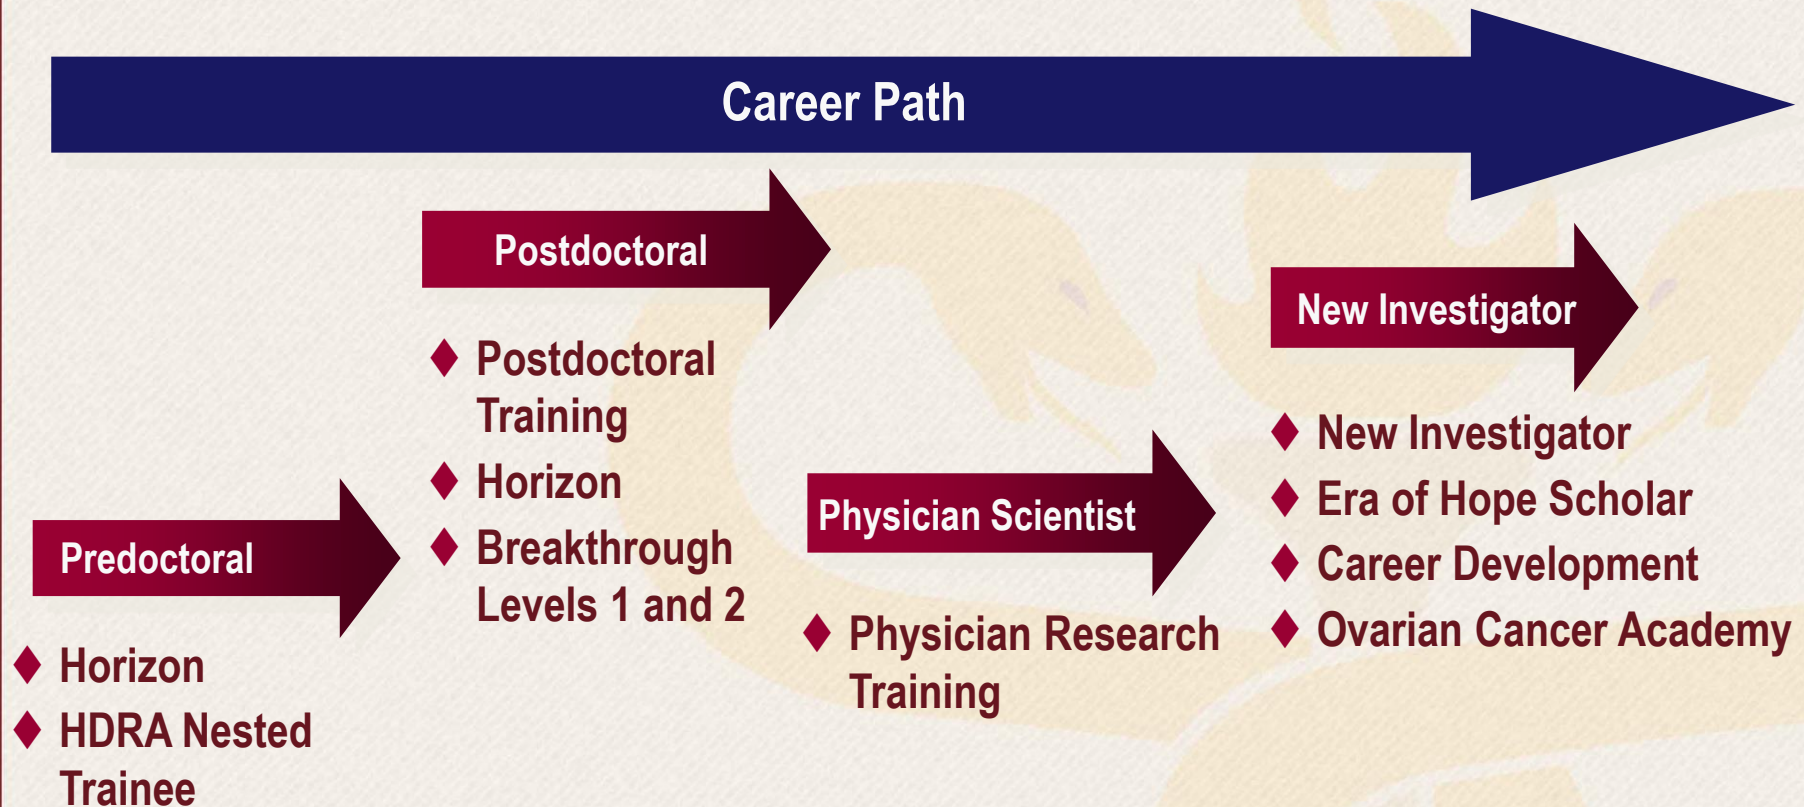 Career Path
Predoctoral
Horizon
HDRA Nested
Trainee
Postdoctoral
Postdoctoral
Training
Horizon
Breakthrough
Levels 1 and 2
Physician Scientist
Physician Research
Training
New Investigator
New Investigator
Era of Hope Scholar
Career Development
Ovarian Cancer Academy